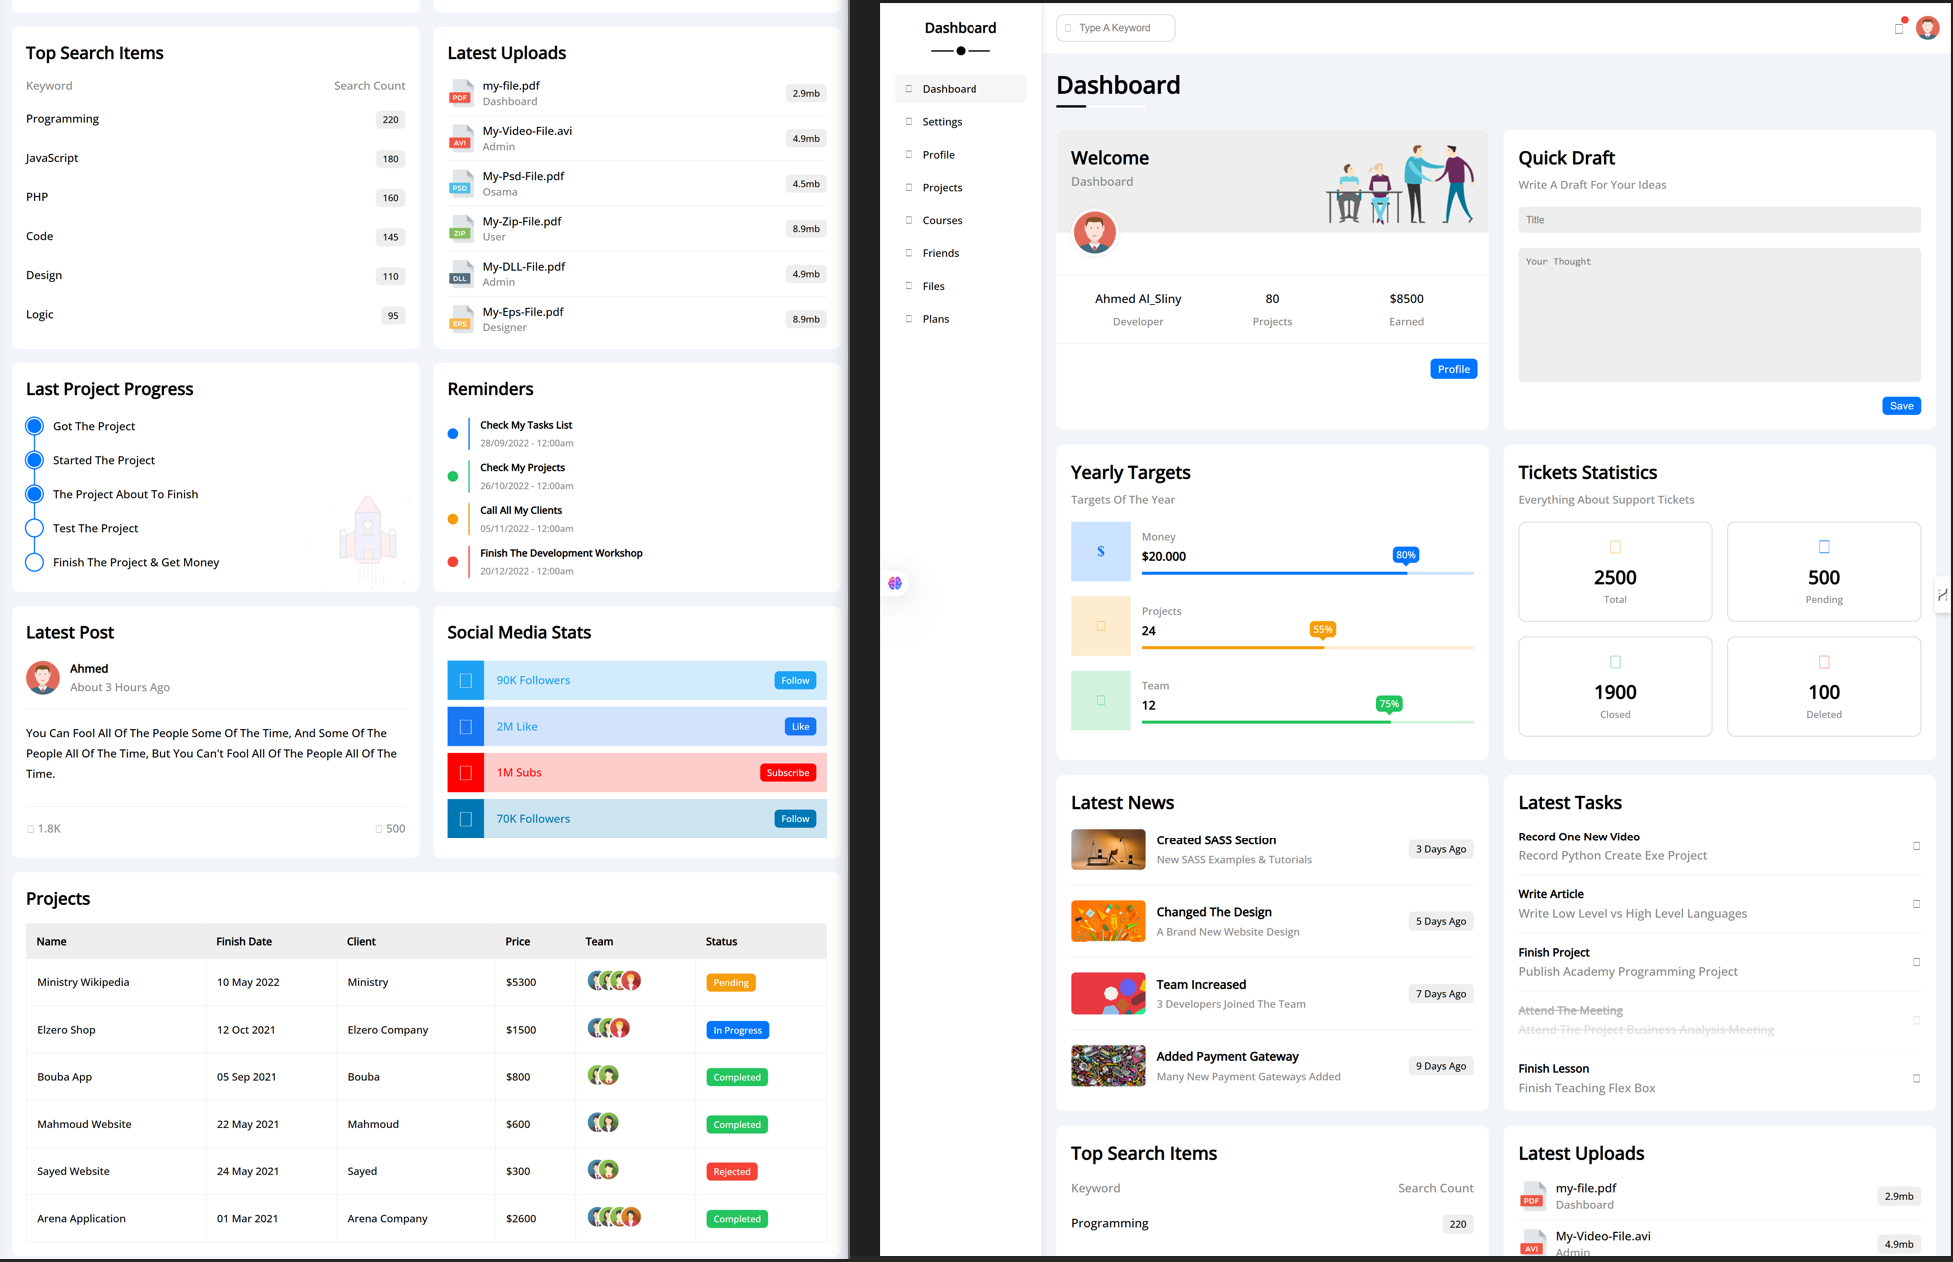 Top Search Items
Keyword Search Count
Programming 220
JavaScript 180
PHP 160
Code 145
Design 110
Logic 95
Latest Uploads
PDF my-file.pdf 2.9mb
Dashboard
AVI My-Video-File.avi 4.9mb
Admin
PSD My-Psd-File.pdf 4.5mb
Osama
ZIP My-Zip-File.pdf 8.9mb
User
DLL My-DLL-File.pdf 4.9mb
Admin
EPS My-Eps-File.pdf 8.9mb
Designer
Last Project Progress
Got The Project
Started The Project
The Project About To Finish
Test The Project
Finish The Project & Get Money
Reminders
Check My Tasks List
28/09/2022 - 12:00am
Check My Projects
26/10/2022 - 12:00am
Call All My Clients
05/11/2022 - 12:00am
Finish The Development Workshop
20/12/2022 - 12:00am
Latest Post
Ahmed
About 3 Hours Ago
You Can Fool All Of The People Some Of The Time, And Some Of The
People All Of The Time, But You Can't Fool All Of The People All Of The
Time.
1.8K 500
Social Media Stats
90K Followers Follow
2M Like Like
1M Subs Subscribe
70K Followers Follow
Projects
Name Finish Date Client Price Team Status
Ministry Wikipedia 10 May 2022 Ministry $5300 Pending
Elzero Shop 12 Oct 2021 Elzero Company $1500 In Progress
Bouba App 05 Sep 2021 Bouba $800 Completed
Mahmoud Website 22 May 2021 Mahmoud $600 Completed
Sayed Website 24 May 2021 Sayed $300 Rejected
Arena Application 01 Mar 2021 Arena Company $2600 Completed
Dashboard
Dashboard
Settings
Profile
Projects
Courses
Friends
Files
Plans
Type A Keyword
Dashboard
Welcome
Dashboard
Ahmed Al_Sliny 80 $8500
Developer Projects Earned
Profile
Quick Draft
Write A Draft For Your Ideas
Title
Your Thought
Save
Yearly Targets
Targets Of The Year
$
Money
$20.000 80%
Projects
24 55%
Team
12 75%
Tickets Statistics
Everything About Support Tickets
2500 500
Total Pending
1900 100
Closed Deleted
Latest News
Created SASS Section
New SASS Examples & Tutorials
3 Days Ago
Changed The Design
A Brand New Website Design
5 Days Ago
Team Increased
3 Developers Joined The Team
7 Days Ago
Added Payment Gateway
Many New Payment Gateways Added
9 Days Ago
Latest Tasks
Record One New Video
Record Python Create Exe Project
Write Article
Write Low Level vs High Level Languages
Finish Project
Publish Academy Programming Project
Attend The Meeting
Attend The Project Business Analysis Meeting
Finish Lesson
Finish Teaching Flex Box
Top Search Items
Keyword Search Count
Programming 220
Latest Uploads
PDF my-file.pdf 2.9mb
Dashboard
AVI My-Video-File.avi 4.9mb
Admin